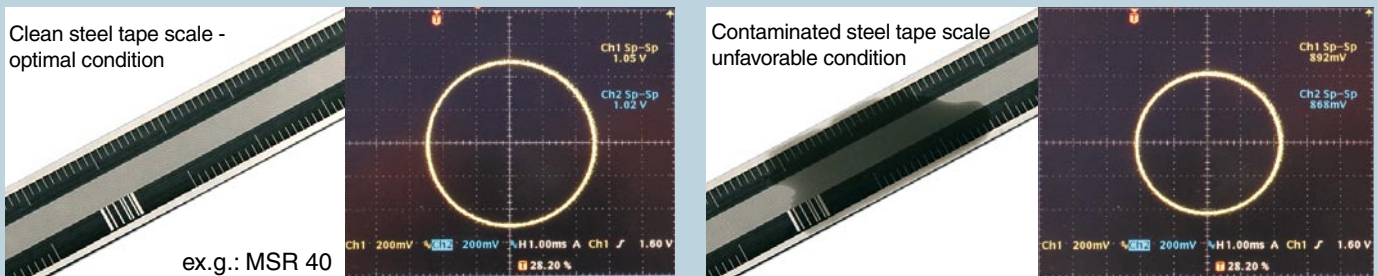 Clean steel tape scale -
optimal condition
ex.g.: MSR 40
T
Ch1 Sp-Sp
1.05 V
Ch2 Sp-Sp
1.02 V
Ch1 200mV Ch2 200mV H 1.00ms A Ch1 1.60 V
T 28.20 %
Contaminated steel tape scale
unfavorable condition
T
Ch1 Sp-Sp
892mV
Ch2 Sp-Sp
868mV
Ch1 200mV Ch2 200mV H 1.00ms A Ch1 1.60 V
T 28.20 %